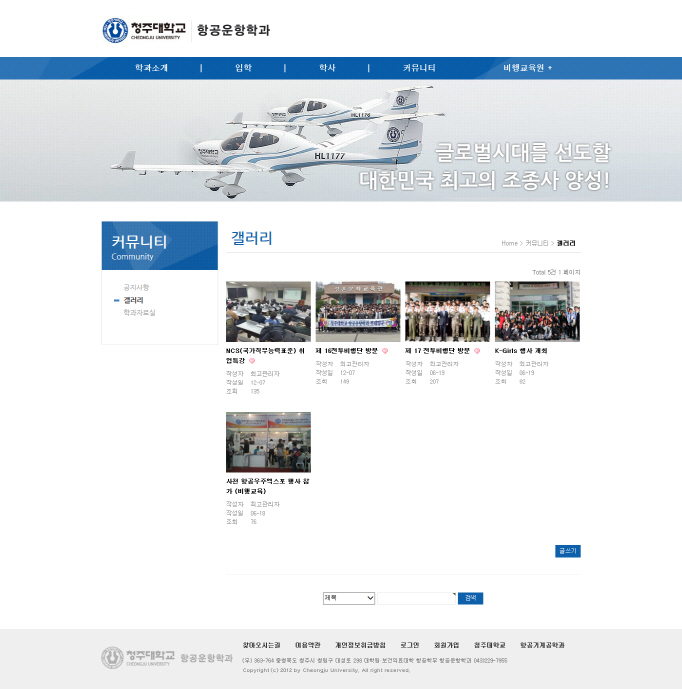 청주대학교 항공운항학과
CHEONGJU UNIVERSITY
학과소개 | 입학 | 학사 | 커뮤니티 비행교육원 +
HL1176
HL1177
글로벌시대를 선도할
대한민국 최고의 조종사 양성!
커뮤니티
Community
공지사항
갤러리
학과자료실
갤러리
Home > 커뮤니티 > 갤러리
Total 5건 1 페이지
NCS(국가직무능력표준) 취
업특강
작성자 최고관리자
작성일 12-07
조회 135
제 16전투비행단 방문
작성자 최고관리자
작성일 12-07
조회 149
제 17 전투비행단 방문
작성자 최고관리자
작성일 06-19
조회 207
K-Girls 행사 개최
작성자 최고관리자
작성일 06-19
조회 92
사천 항공우주엑스포 행사 참
가 (비행교육)
작성자 최고관리자
작성일 06-18
조회 76
글쓰기
제목
검색
청주대학교 항공운항학과
CHEONGJU UNIVERSITY
찾아오시는길 이용약관 개인정보취급방침 로그인 회원가입 청주대학교 항공기계공학과
(우) 363-764 충청북도 청주시 청원구 대성로 298 대학원 보건의료대학 항공학부 항공운항학과 043)229-7955
Copyright (c) 2012 by Cheongju University. All right reserved.